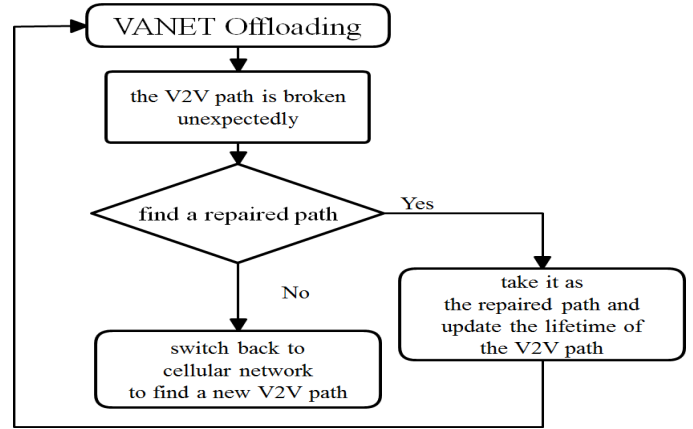 VANET Offloading
the V2V path is broken
unexpectedly
find a repaired path
Yes
No
take it as
the repaired path and
update the lifetime of
the V2V path
switch back to
cellular network
to find a new V2V path